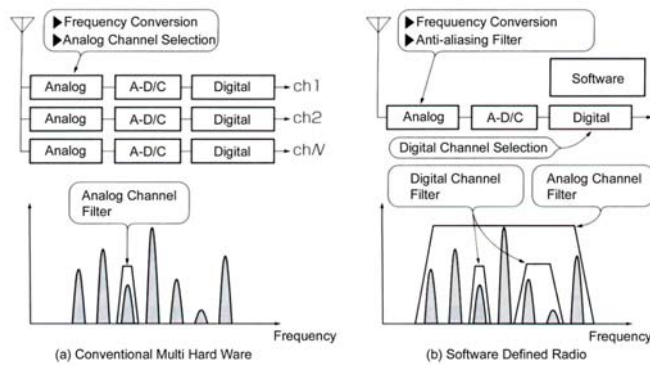 ▶Frequency Conversion
▶Analog Channel Selection
Analog A-D/C Digital ch1
Analog A-D/C Digital ch2
Analog A-D/C Digital chN
Analog Channel
Filter
Frequency
(a) Conventional Multi Hard Ware
▶Frequuency Conversion
▶Anti-aliasing Filter
Software
Analog A-D/C Digital
Digital Channel Selection
Digital Channel
Filter
Analog Channel
Filter
Frequency
(b) Software Defined Radio